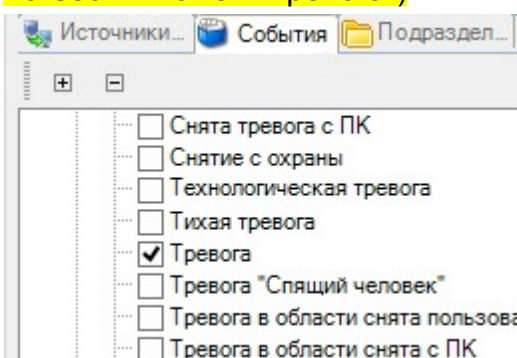 Источники... События Подраздел...
Снята тревога с ПК
Снятие с охраны
Технологическая тревога
Тихая тревога
Тревога
Тревога "Спящий человек"
Тревога в области снята пользова
Тревога в области снята с ПК